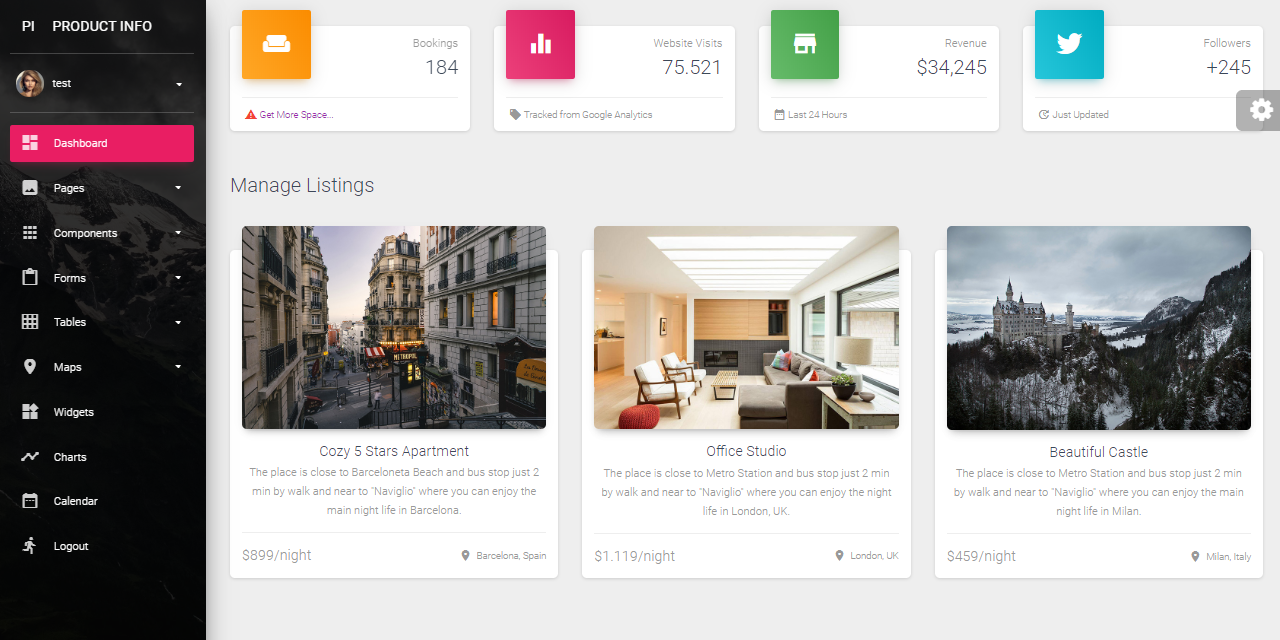 PI PRODUCT INFO
test
Dashboard
Pages
Components
Forms
Tables
Maps
Widgets
Charts
Calendar
Logout
Bookings
184
Get More Space...
Website Visits
75.521
Tracked from Google Analytics
Revenue
$34,245
Last 24 Hours
Followers
+245
Just Updated
Manage Listings
METROPOL
Cozy 5 Stars Apartment
The place is close to Barceloneta Beach and bus stop just 2
min by walk and near to "Naviglio" where you can enjoy the
main night life in Barcelona.
$899/night
Barcelona, Spain
Office Studio
The place is close to Metro Station and bus stop just 2 min
by walk and near to "Naviglio" where you can enjoy the night
life in London, UK.
$1.119/night
London, UK
Beautiful Castle
The place is close to Metro Station and bus stop just 2 min
by walk and near to "Naviglio" where you can enjoy the main
night life in Milan.
$459/night
Milan, Italy